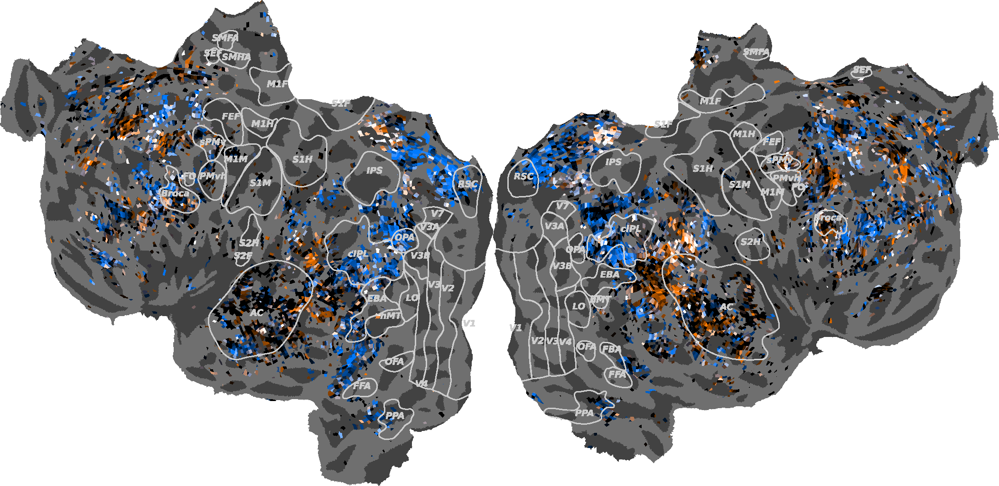 SMFA
SEF
SMHA
M1F
S1F
FEF
M1H
sPMv
M1M
S1H
IPS
FO
PMvh
S1M
RSC
Broca
V7
V3A
OPA
S2H
cIPL
V3B
S2F
V3
V2
EBA
LO
AC
hMT
V1
OFA
V4
FFA
PPA
SMFA
SEF
M1F
S1F
M1H
FEF
IPS
sPMv
S1H
RSC
PMvh
S1M
FO
M1M
V7
Broca
V3A
cIPL
S2H
OPA
V3B
EBA
LO
AC
V1
V2
V3
V4
OFA
FBA
FFA
PPA